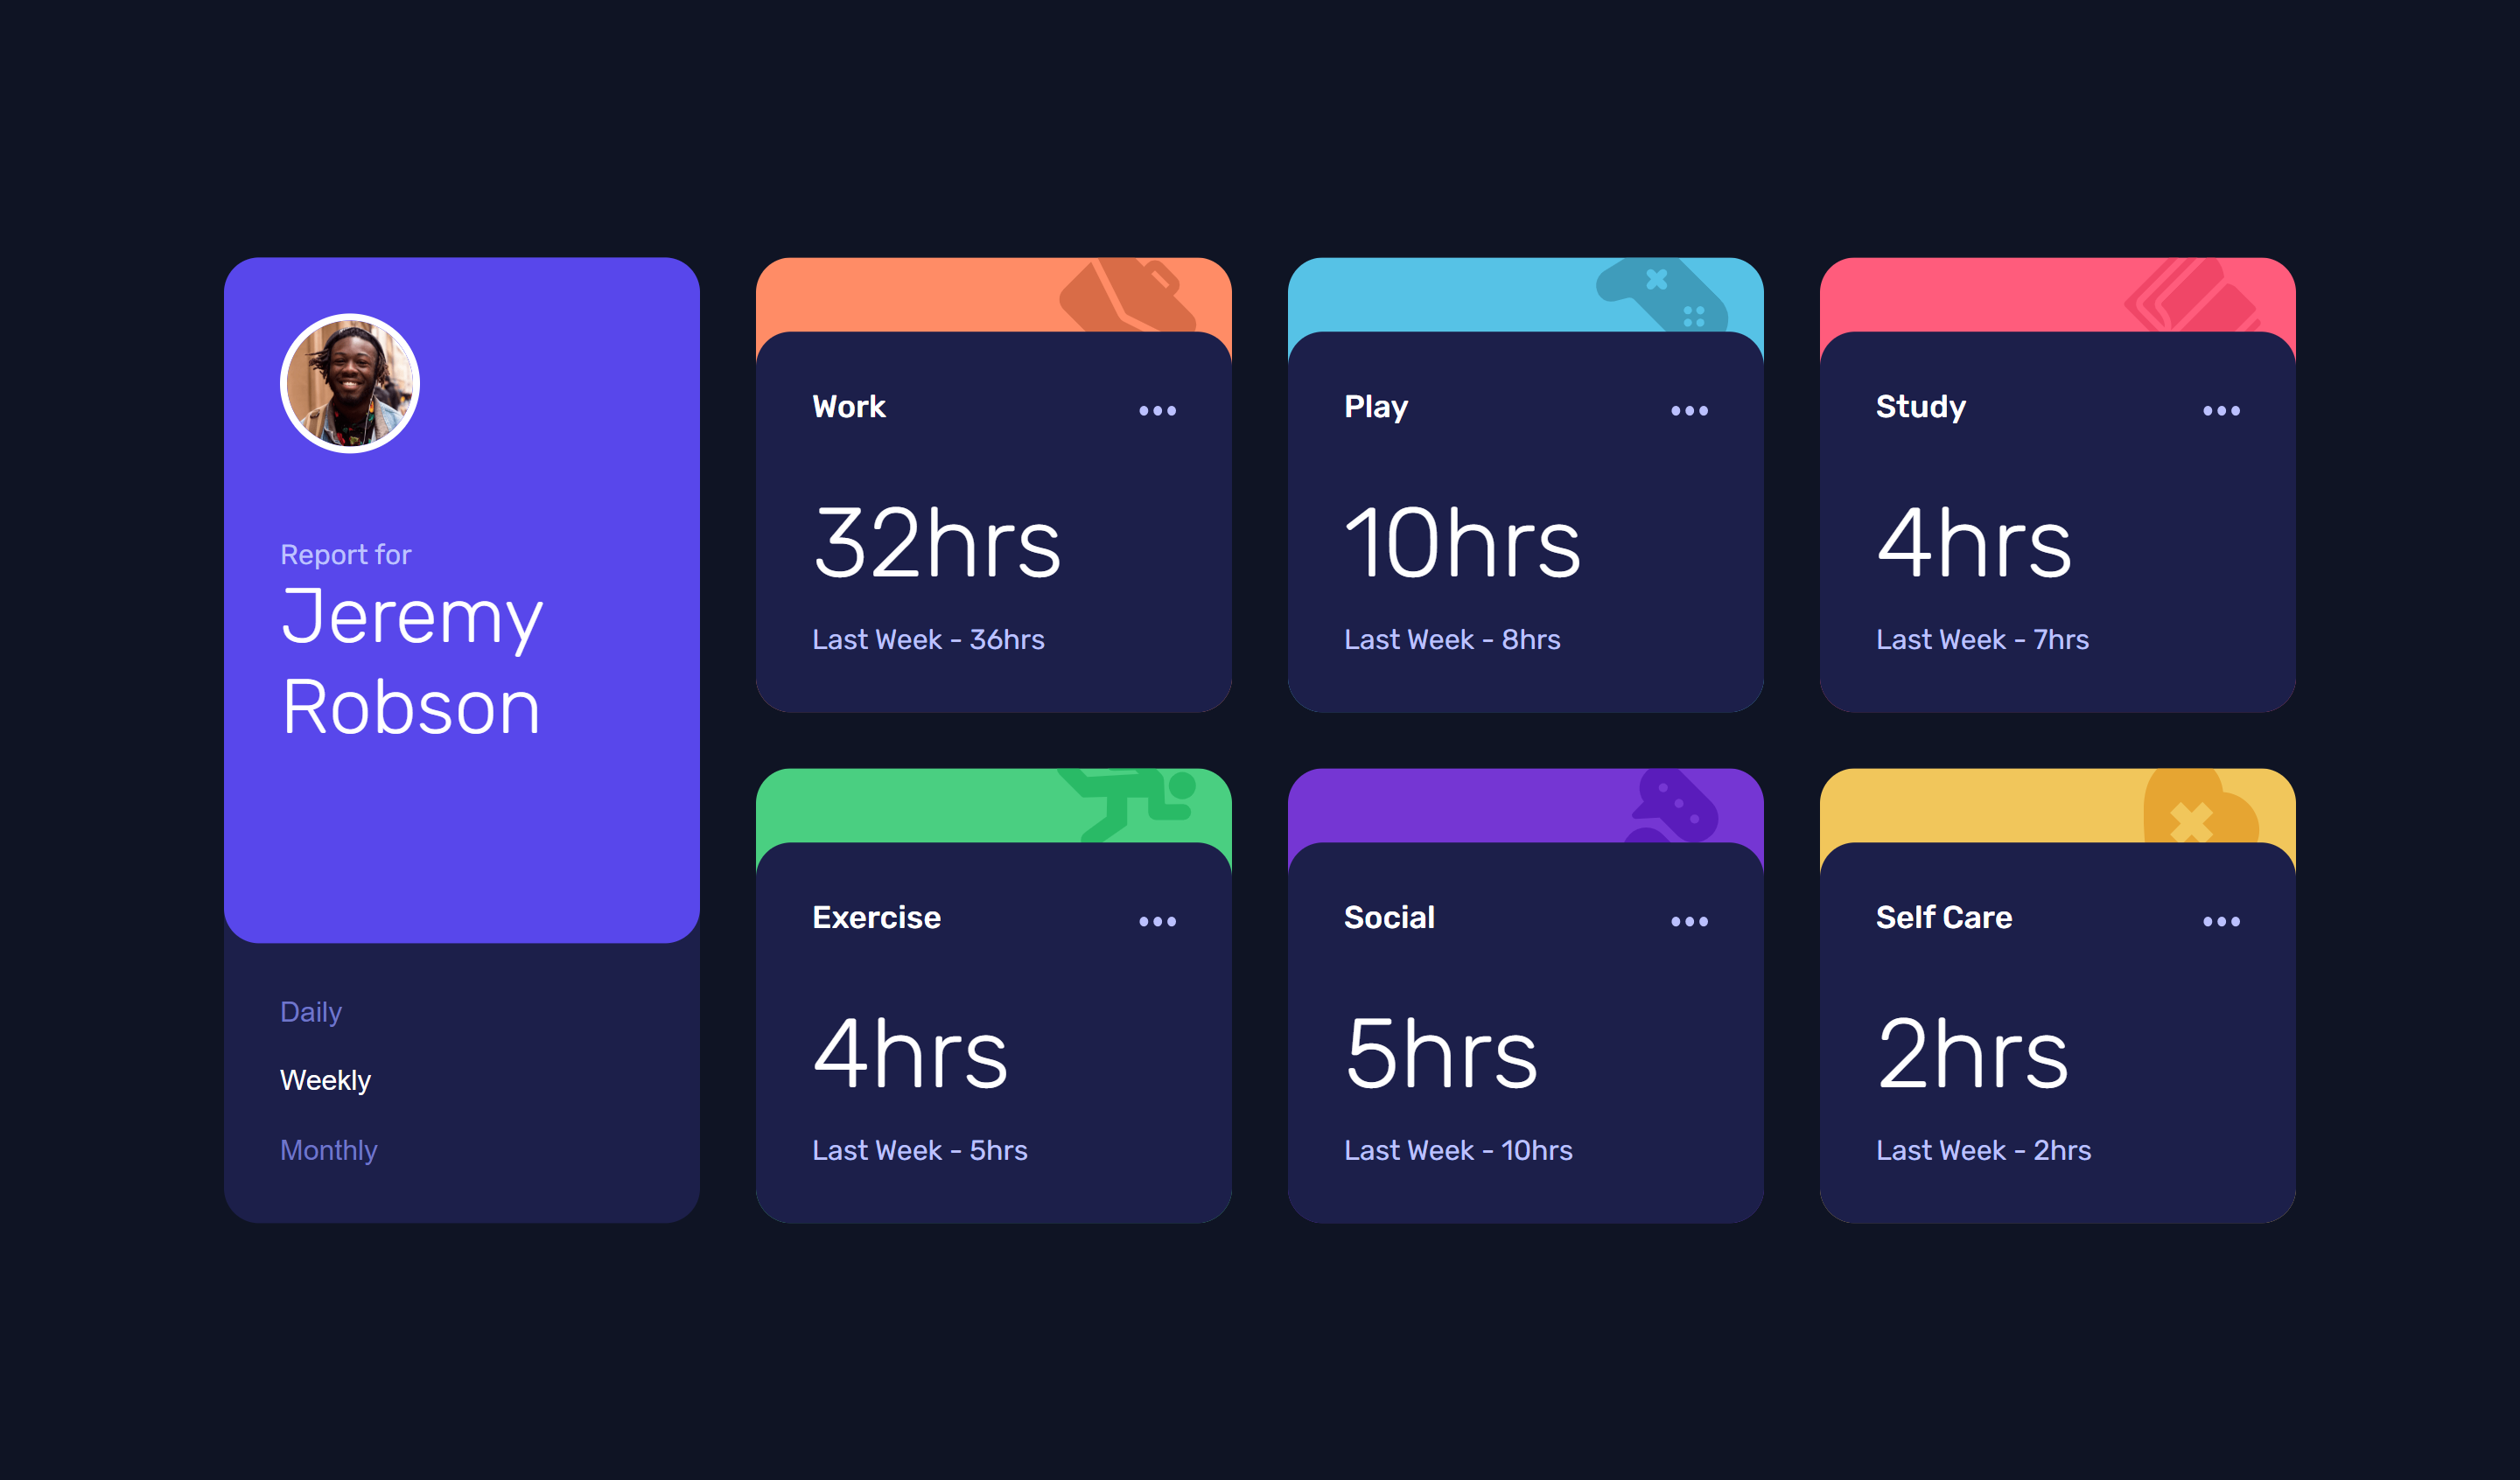 Report for
Jeremy
Robson
Daily
Weekly
Monthly
Work
32hrs
Last Week - 36hrs
Play
10hrs
Last Week - 8hrs
Study
4hrs
Last Week - 7hrs
Exercise
4hrs
Last Week - 5hrs
Social
5hrs
Last Week - 10hrs
Self Care
2hrs
Last Week - 2hrs